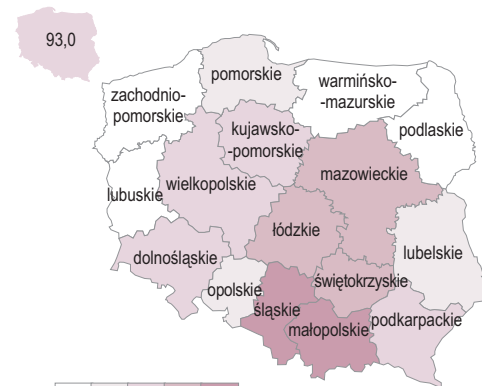 93,0
pomorskie
warmińsko-
-mazurskie
zachodnio-
pomorskie
podlaskie
kujawsko-
-pomorskie
mazowieckie
wielkopolskie
lubuskie
łódzkie
lubelskie
dolnośląskie
świętokrzyskie
opolskie
śląskie
małopolskie
podkarpackie